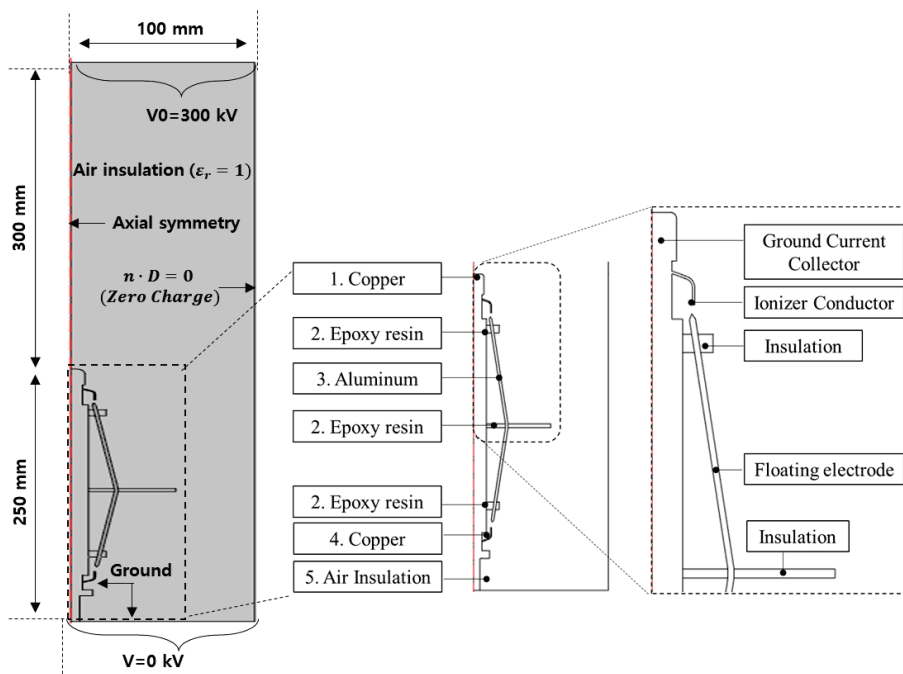 100 mm
V0=300 kV
Air insulation (ε_r = 1)
Axial symmetry
n · D = 0
(Zero Charge)
300 mm
250 mm
Ground
V=0 kV
1. Copper
2. Epoxy resin
3. Aluminum
2. Epoxy resin
2. Epoxy resin
4. Copper
5. Air Insulation
Ground Current
Collector
Ionizer Conductor
Insulation
Floating electrode
Insulation